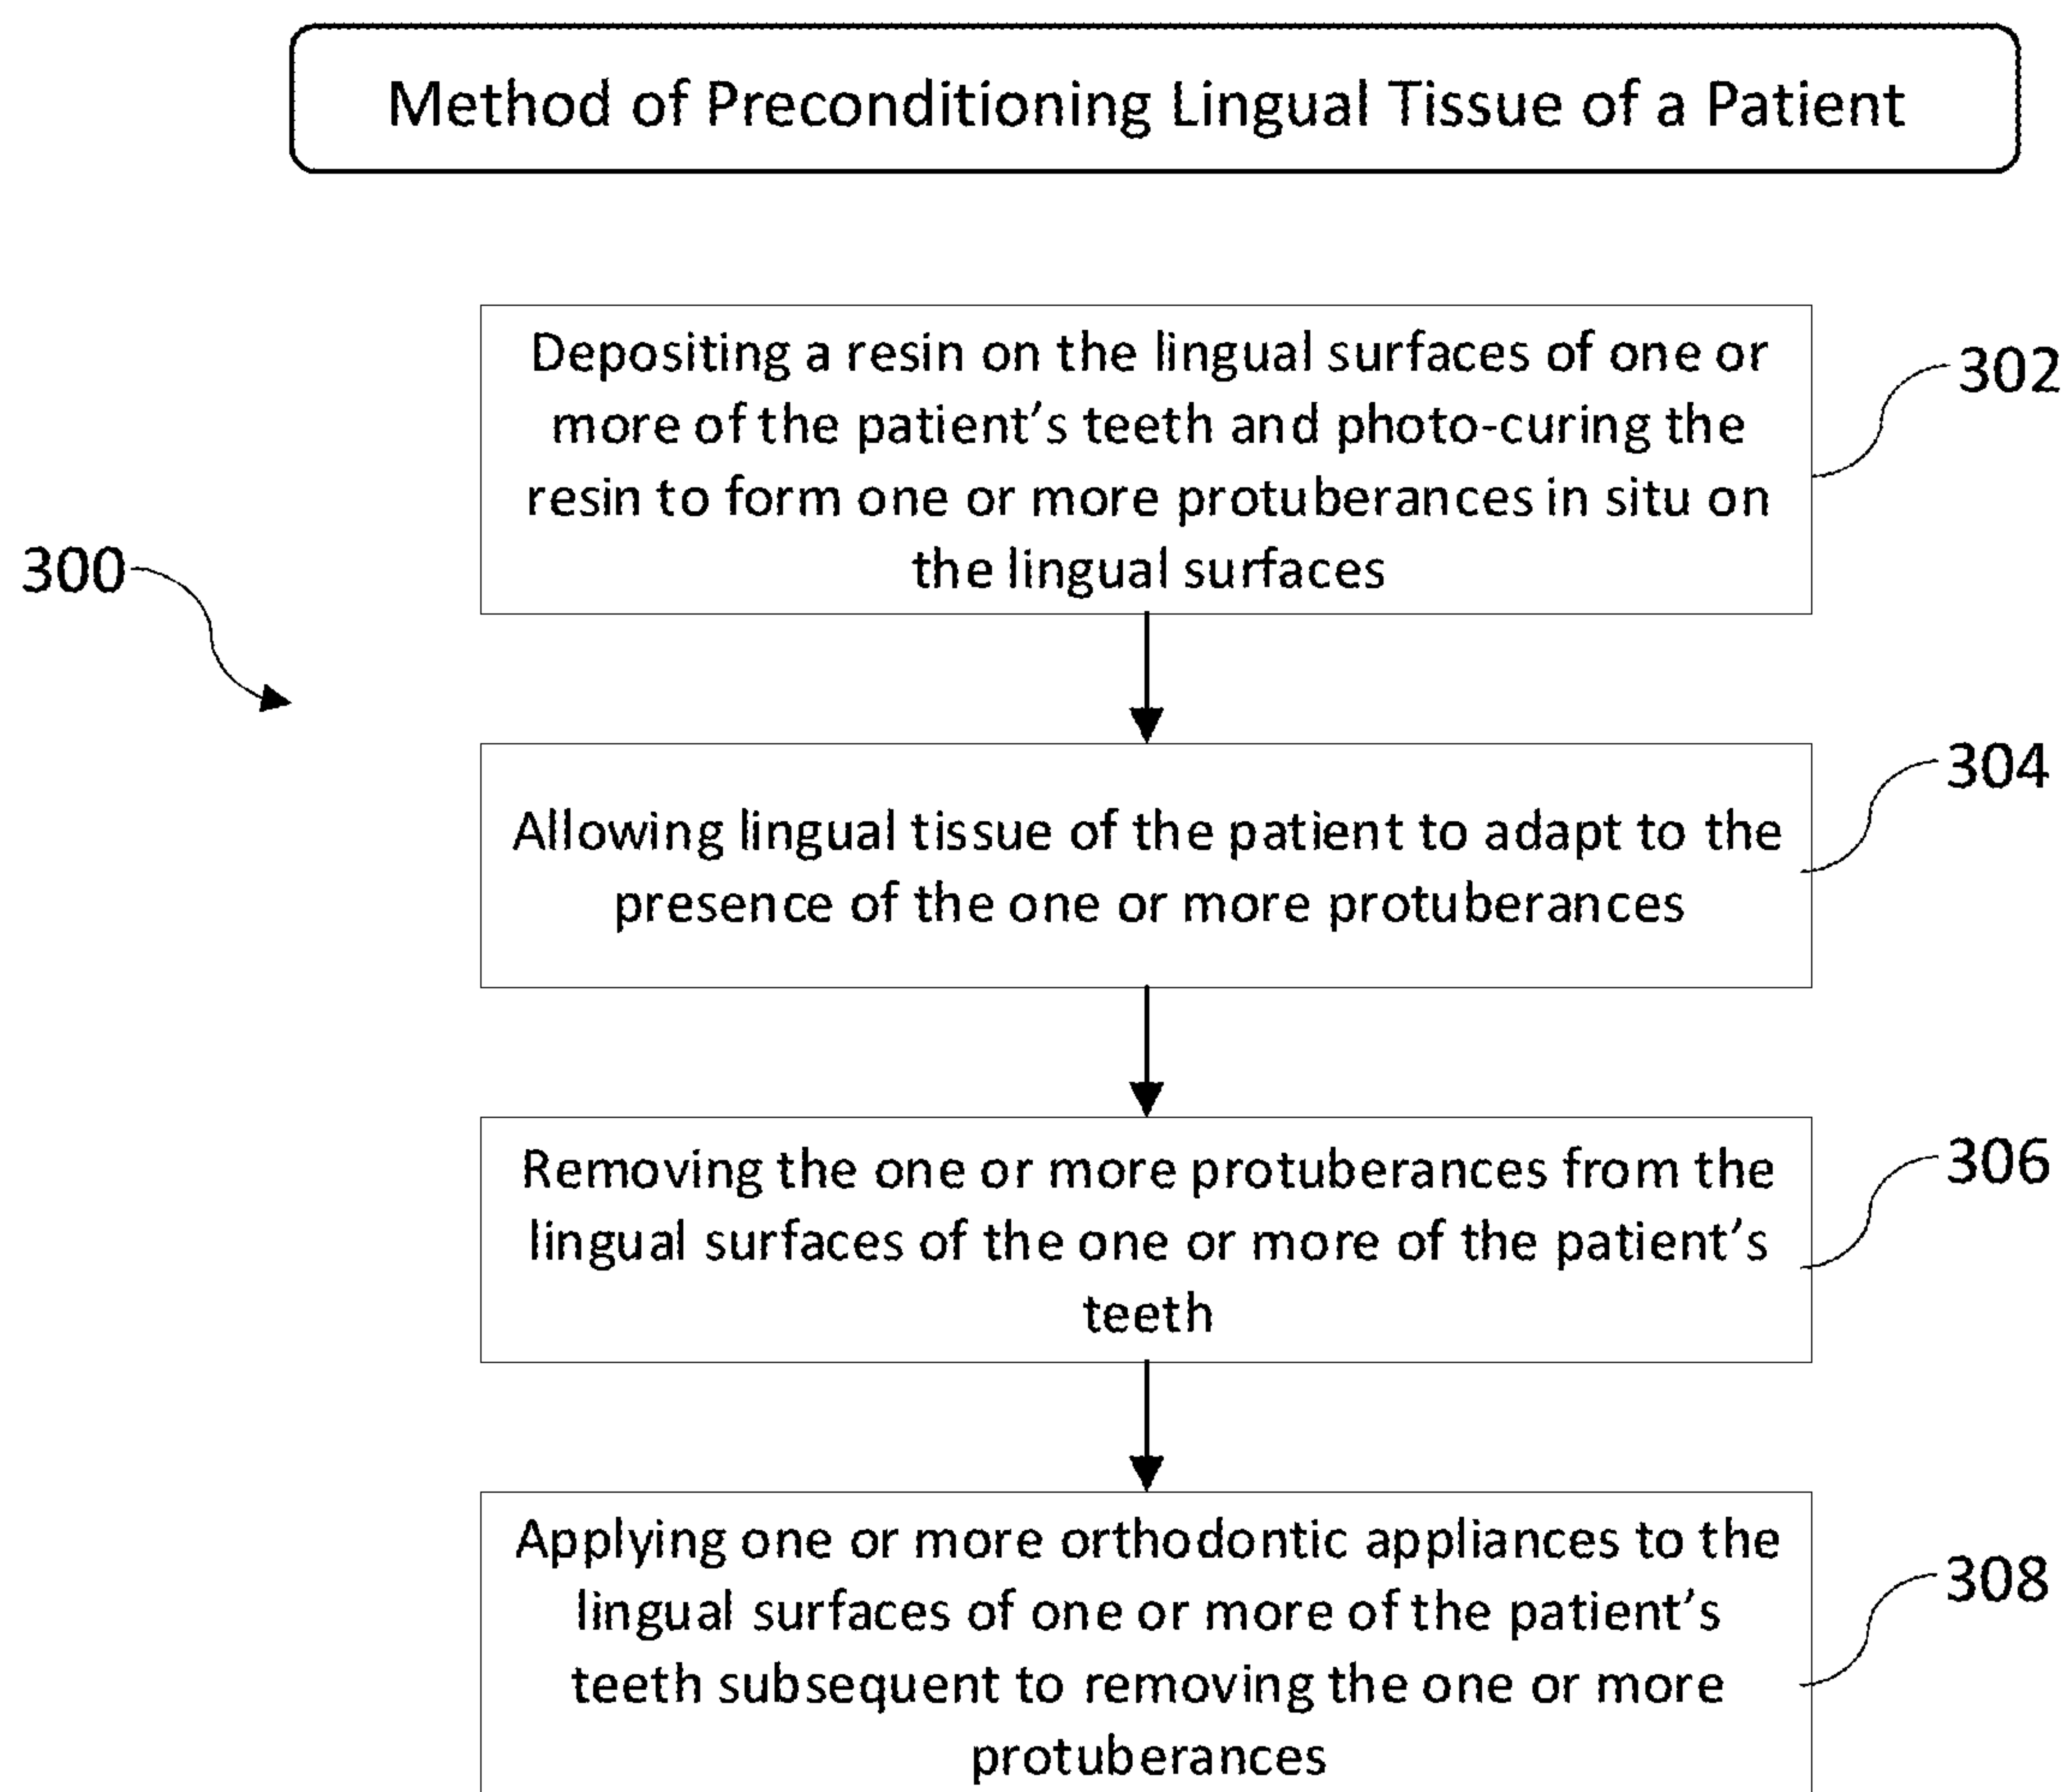 Method of Preconditioning Lingual Tissue of a Patient
Depositing a resin on the lingual surfaces of one or
more of the patient's teeth and photo-curing the
resin to form one or more protuberances in situ on
the lingual surfaces
302
300
Allowing lingual tissue of the patient to adapt to the
presence of the one or more protuberances
304
Removing the one or more protuberances from the
lingual surfaces of the one or more of the patient's
teeth
306
Applying one or more orthodontic appliances to the
lingual surfaces of one or more of the patient's
teeth subsequent to removing the one or more
protuberances
308